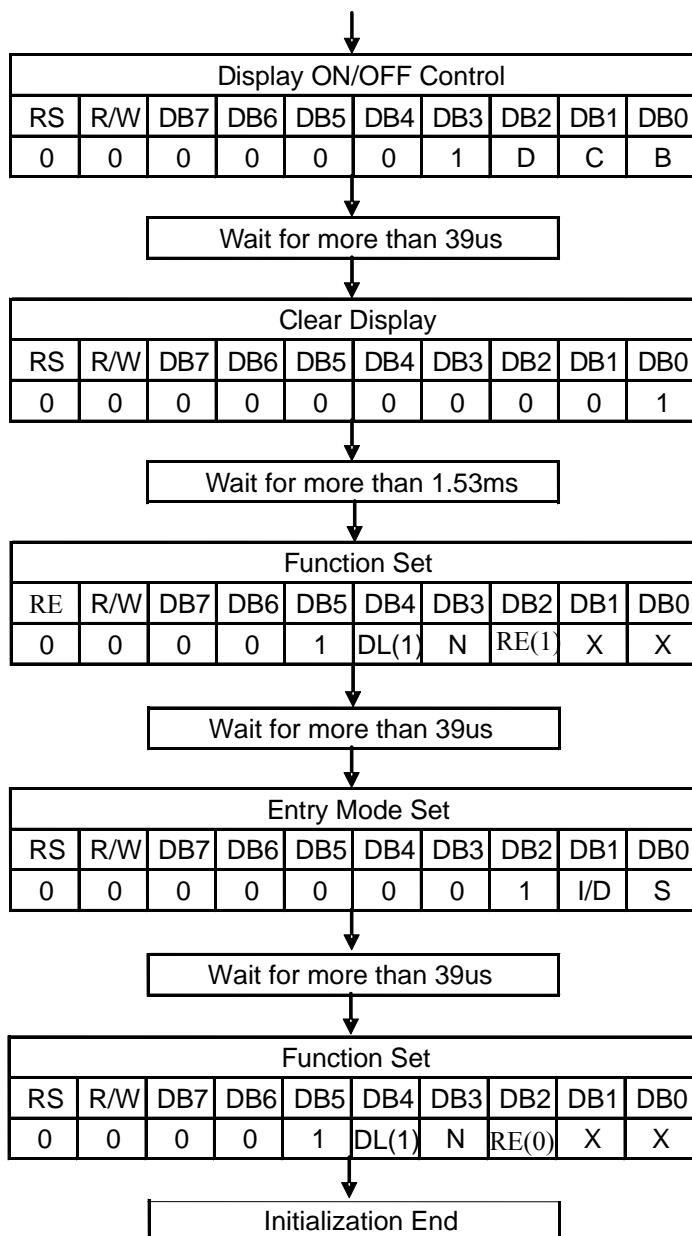 Display ON/OFF Control
RS R/W DB7 DB6 DB5 DB4 DB3 DB2 DB1 DB0
0 0 0 0 0 0 1 D C B
Wait for more than 39us
Clear Display
RS R/W DB7 DB6 DB5 DB4 DB3 DB2 DB1 DB0
0 0 0 0 0 0 0 0 0 1
Wait for more than 1.53ms
Function Set
RE R/W DB7 DB6 DB5 DB4 DB3 DB2 DB1 DB0
0 0 0 0 1 DL(1) N RE(1) X X
Wait for more than 39us
Entry Mode Set
RS R/W DB7 DB6 DB5 DB4 DB3 DB2 DB1 DB0
0 0 0 0 0 0 0 1 I/D S
Wait for more than 39us
Function Set
RS R/W DB7 DB6 DB5 DB4 DB3 DB2 DB1 DB0
0 0 0 0 1 DL(1) N RE(0) X X
Initialization End